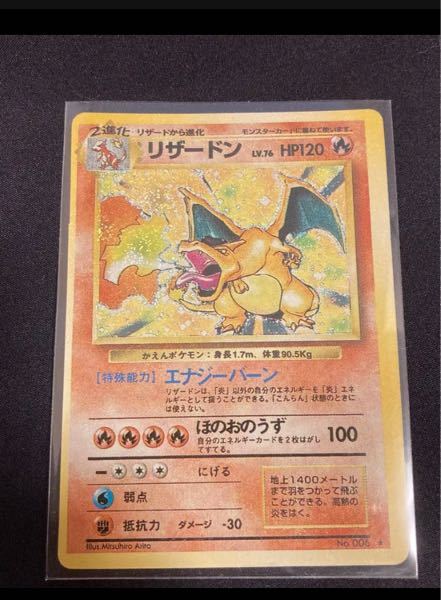 2進化 リザードから進化 モンスターカードに重ねて使います。
リザードン LV.76 HP120
かえんポケモン：身長1.7m、体重90.5Kg
[特殊能力] エナジーバーン
リザードンは、「炎」以外の自分のエネルギーを「炎」エネ
ルギーとして扱うことができる。「こんらん」状態のときに
は使えない。
ほのおのうず 100
自分のエネルギーカードを2枚はがし
てすてる。
にげる
弱点
抵抗力 ダメージ -30
地上1400メートル
まで羽をつかって飛ぶ
ことができる。高熱の
炎をはく。
Illus.Mitsuhiro Arita No.006 ★